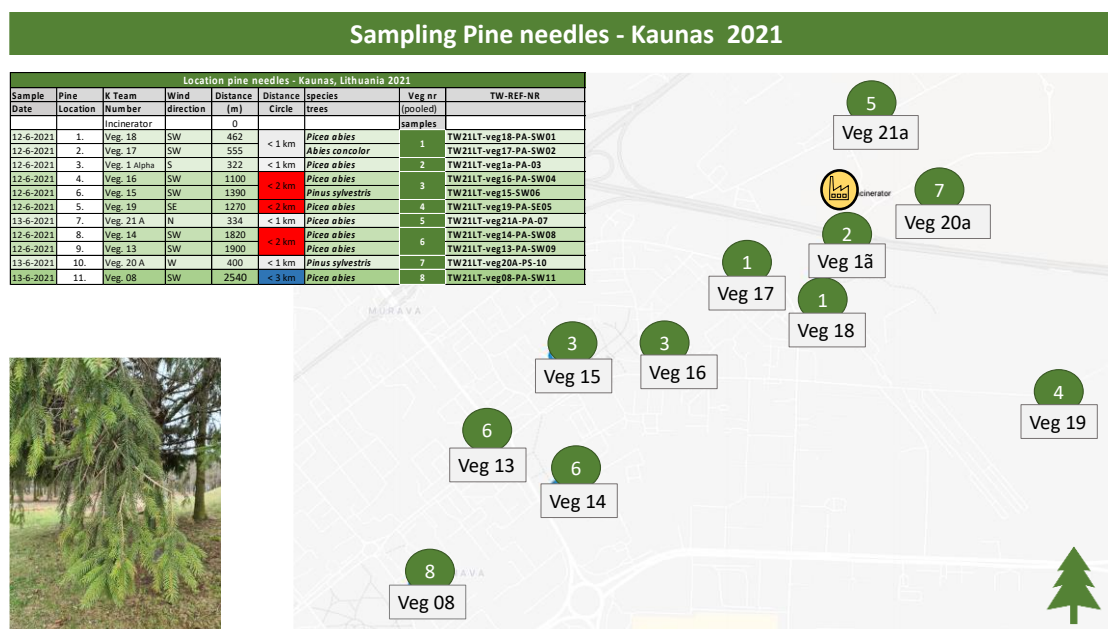 Sampling Pine needles - Kaunas 2021
Location pine needles - Kaunas, Lithuania 2021
Sample Pine K Team Wind Distance Distance species Veg nr TW-REF-NR
Date Location Number direction (m) Circle trees (pooled)
Incinerator 0 samples
12-6-2021 1. Veg. 18 SW 462 < 1 km Picea abies 1 TW21LT-veg18-PA-SW01
12-6-2021 2. Veg. 17 SW 555 Abies concolor TW21LT-veg17-PA-SW02
12-6-2021 3. Veg. 1 Alpha S 322 < 1 km Picea abies 2 TW21LT-veg1a-PA-03
12-6-2021 4. Veg. 16 SW 1100 < 2 km Picea abies 3 TW21LT-veg16-PA-SW04
12-6-2021 6. Veg. 15 SW 1390 Pinus sylvestris TW21LT-veg15-SW06
12-6-2021 5. Veg. 19 SE 1270 < 2 km Picea abies 4 TW21LT-veg19-PA-SE05
13-6-2021 7. Veg. 21 A N 334 < 1 km Picea abies 5 TW21LT-veg21A-PA-07
12-6-2021 8. Veg. 14 SW 1820 < 2 km Picea abies 6 TW21LT-veg14-PA-SW08
12-6-2021 9. Veg. 13 SW 1900 Picea abies TW21LT-veg13-PA-SW09
13-6-2021 10. Veg. 20 A W 400 < 1 km Pinus sylvestris 7 TW21LT-veg20A-PS-10
13-6-2021 11. Veg. 08 SW 2540 < 3 km Picea abies 8 TW21LT-veg08-PA-SW11
5
Veg 21a
cinerator
7
Veg 20a
2
Veg 1ã
1
Veg 17
1
Veg 18
MURAVA
3
Veg 15
3
Veg 16
4
Veg 19
6
Veg 13
6
Veg 14
8
AVA
Veg 08